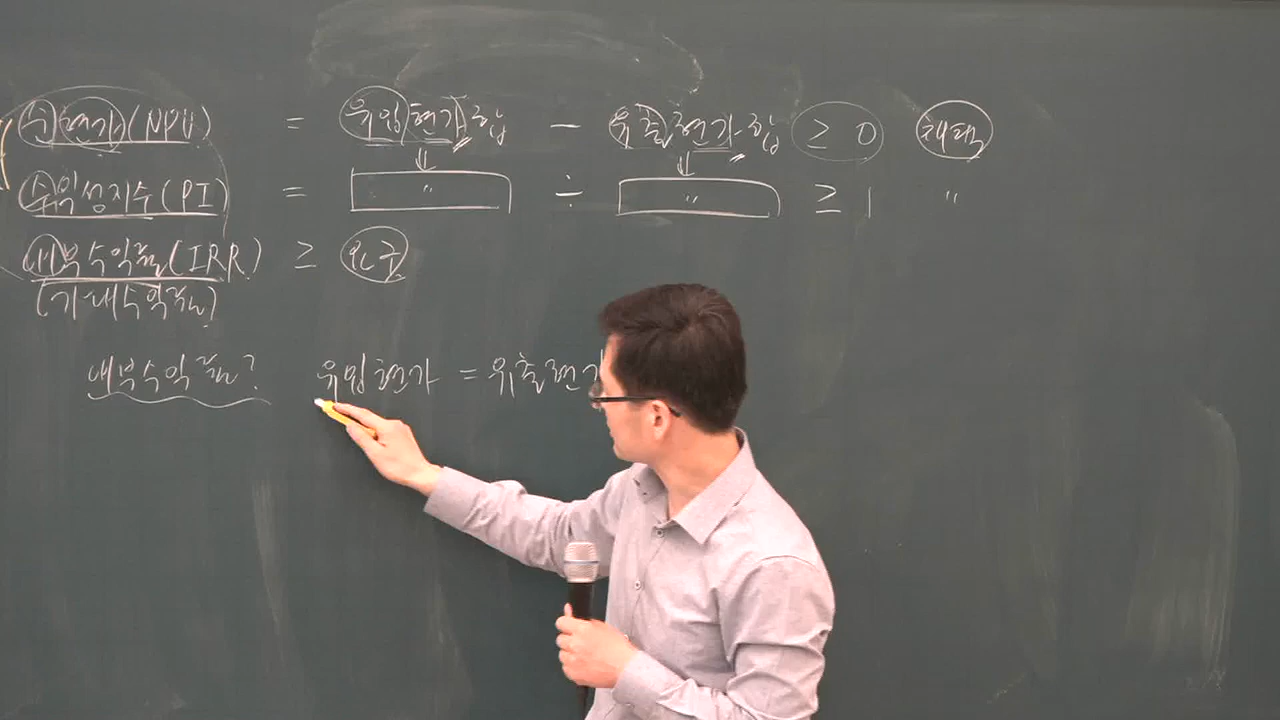 순현가(NPV) = 유입현가합 - 유출현가합 ≥ 0 채택
수익성지수(PI) = 〃 ÷ 〃 ≥ 1 〃
내부수익률(IRR) ≥ 요구
(기대수익률)
내부수익률? 유입현가 = 유출현가